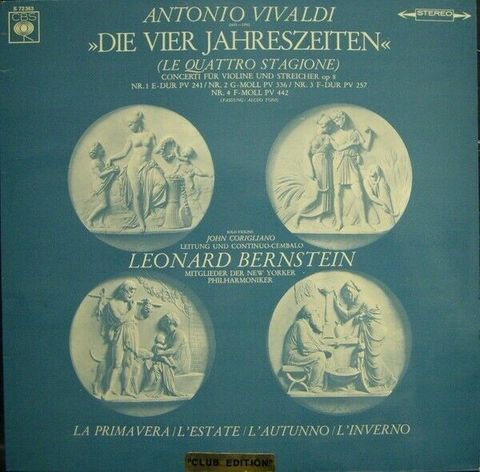 S 72363
CBS
STEREO
ANTONIO VIVALDI
»DIE VIER JAHRESZEITEN«
(LE QUATTRO STAGIONE)
CONCERTI FÜR VIOLINE UND STREICHER op 8
NR. 1 E-DUR PV 241 / NR. 2 G-MOLL PV 336 / NR. 3 F-DUR PV 257
NR. 4 F-MOLL PV 442
SOLO-VIOLINE
JOHN CORIGLIANO
LEITUNG UND CONTINUO-CEMBALO
LEONARD BERNSTEIN
MITGLIEDER DER NEW YORKER
PHILHARMONIKER
LA PRIMAVERA / L'ESTATE / L'AUTUNNO / L'INVERNO
"CLUB EDITION"